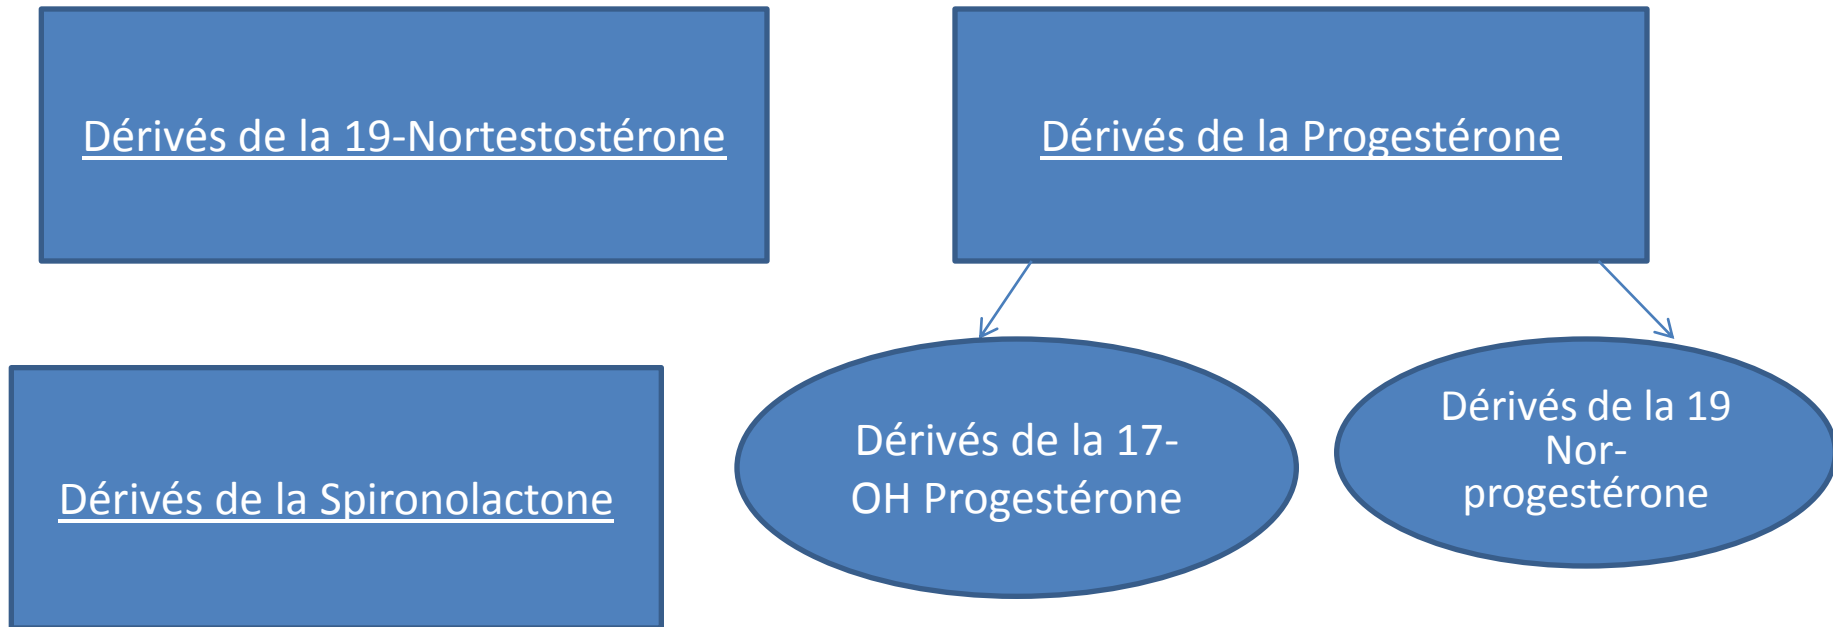 Dérivés de la 19-Nortestostérone
Dérivés de la Progestérone
Dérivés de la Spironolactone
Dérivés de la 17-
OH Progestérone
Dérivés de la 19
Nor-
progestérone